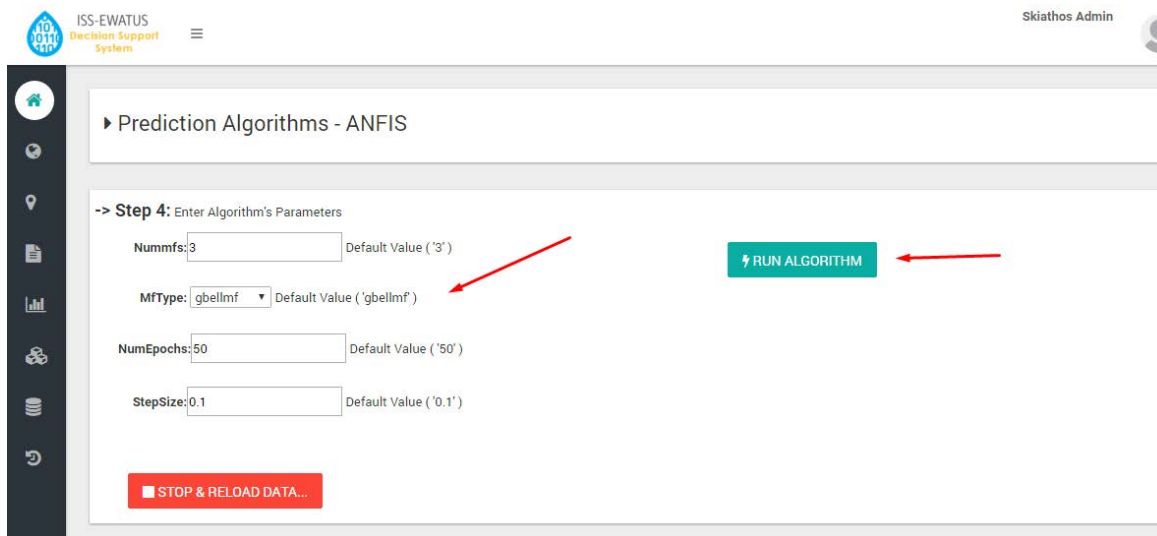 ISS-EWATUS
Decision Support
System
Skiathos Admin
Prediction Algorithms - ANFIS
-> Step 4: Enter Algorithm's Parameters
Nummfs: 3 Default Value ( '3' )
RUN ALGORITHM
MfType: gbellmf Default Value ( 'gbellmf' )
NumEpochs: 50 Default Value ( '50' )
StepSize: 0.1 Default Value ( '0.1' )
STOP & RELOAD DATA...